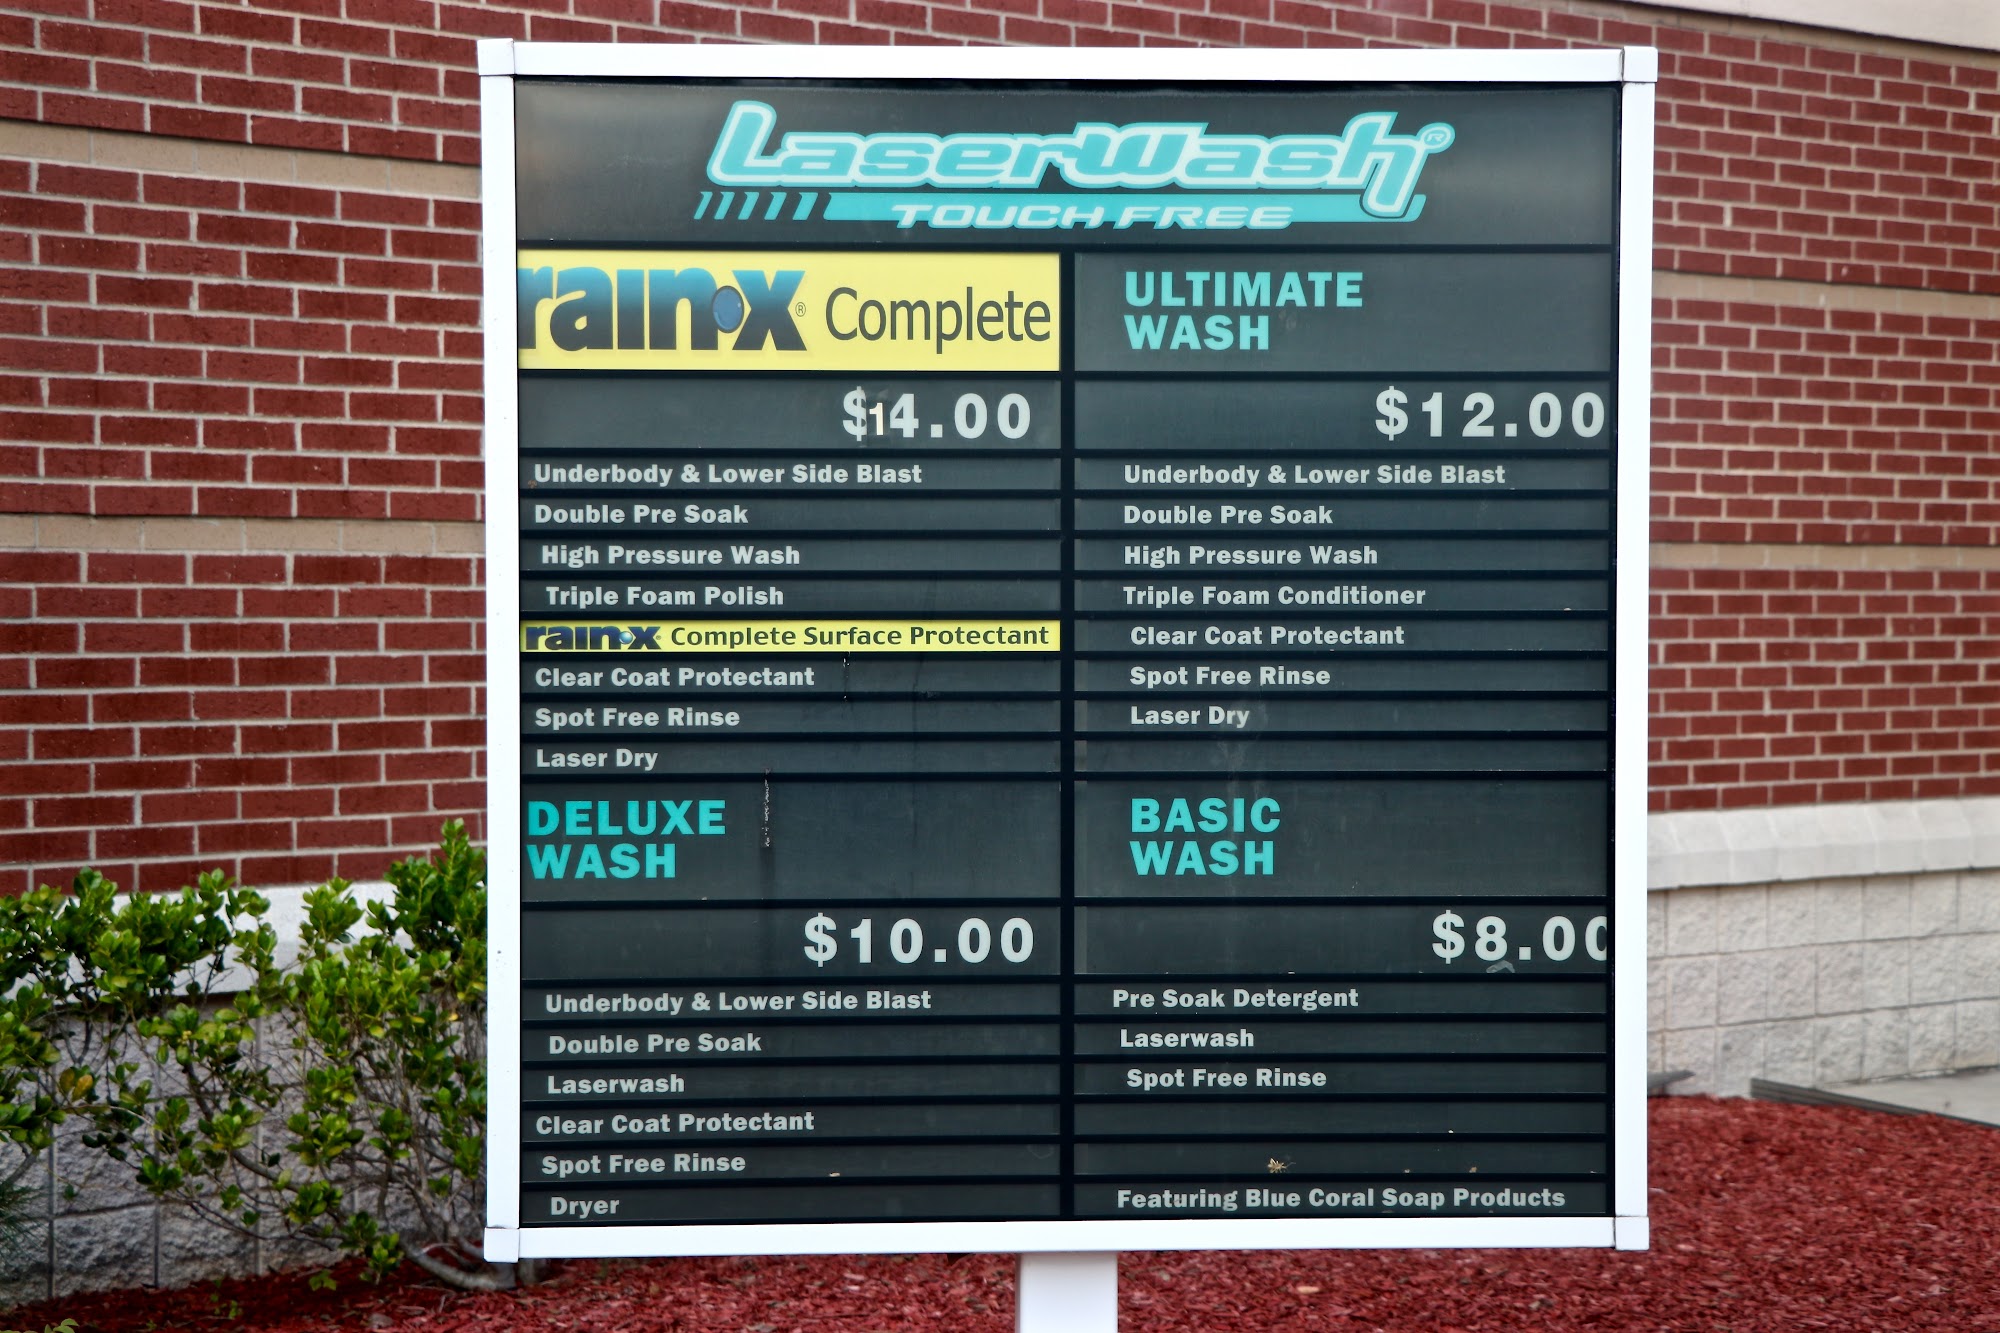 LaserWash®
TOUCH FREE
rain-x® Complete
$14.00
Underbody & Lower Side Blast
Double Pre Soak
High Pressure Wash
Triple Foam Polish
rain-x® Complete Surface Protectant
Clear Coat Protectant
Spot Free Rinse
Laser Dry
ULTIMATE
WASH
$12.00
Underbody & Lower Side Blast
Double Pre Soak
High Pressure Wash
Triple Foam Conditioner
Clear Coat Protectant
Spot Free Rinse
Laser Dry
DELUXE
WASH
$10.00
Underbody & Lower Side Blast
Double Pre Soak
Laserwash
Clear Coat Protectant
Spot Free Rinse
Dryer
BASIC
WASH
$8.00
Pre Soak Detergent
Laserwash
Spot Free Rinse
Featuring Blue Coral Soap Products